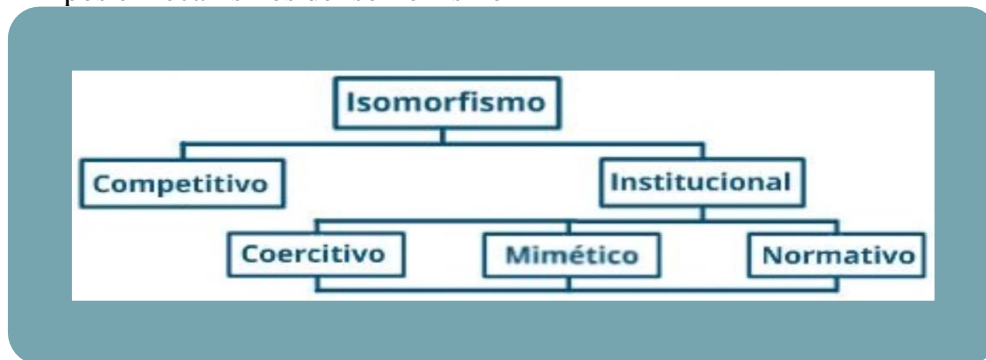 Isomorfismo
Competitivo
Institucional
Coercitivo
Mimético
Normativo